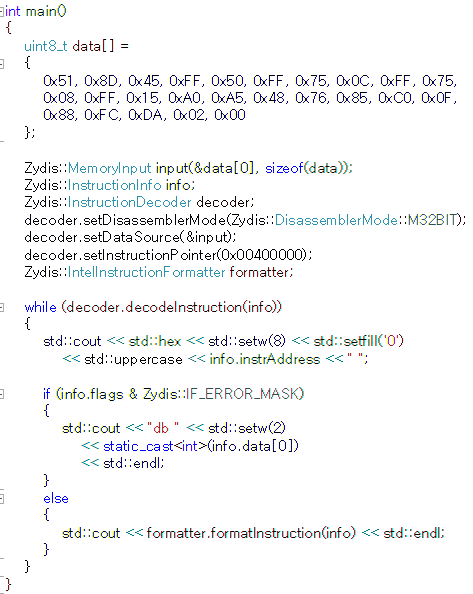 int main()
{
    uint8_t data[] =
    {
        0x51, 0x8D, 0x45, 0xFF, 0x50, 0xFF, 0x75, 0x0C, 0xFF, 0x75,
        0x08, 0xFF, 0x15, 0xA0, 0xA5, 0x48, 0x76, 0x85, 0xC0, 0x0F,
        0x88, 0xFC, 0xDA, 0x02, 0x00
    };

    Zydis::MemoryInput input(&data[0], sizeof(data));
    Zydis::InstructionInfo info;
    Zydis::InstructionDecoder decoder;
    decoder.setDisassemblerMode(Zydis::DisassemblerMode::M32BIT);
    decoder.setDataSource(&input);
    decoder.setInstructionPointer(0x00400000);
    Zydis::IntelInstructionFormatter formatter;

    while (decoder.decodeInstruction(info))
    {
        std::cout << std::hex << std::setw(8) << std::setfill('0')
            << std::uppercase << info.instrAddress << " ";

        if (info.flags & Zydis::IF_ERROR_MASK)
        {
            std::cout << "db " << std::setw(2)
                << static_cast<int>(info.data[0])
                << std::endl;
        }
        else
        {
            std::cout << formatter.formatInstruction(info) << std::endl;
        }
    }
}